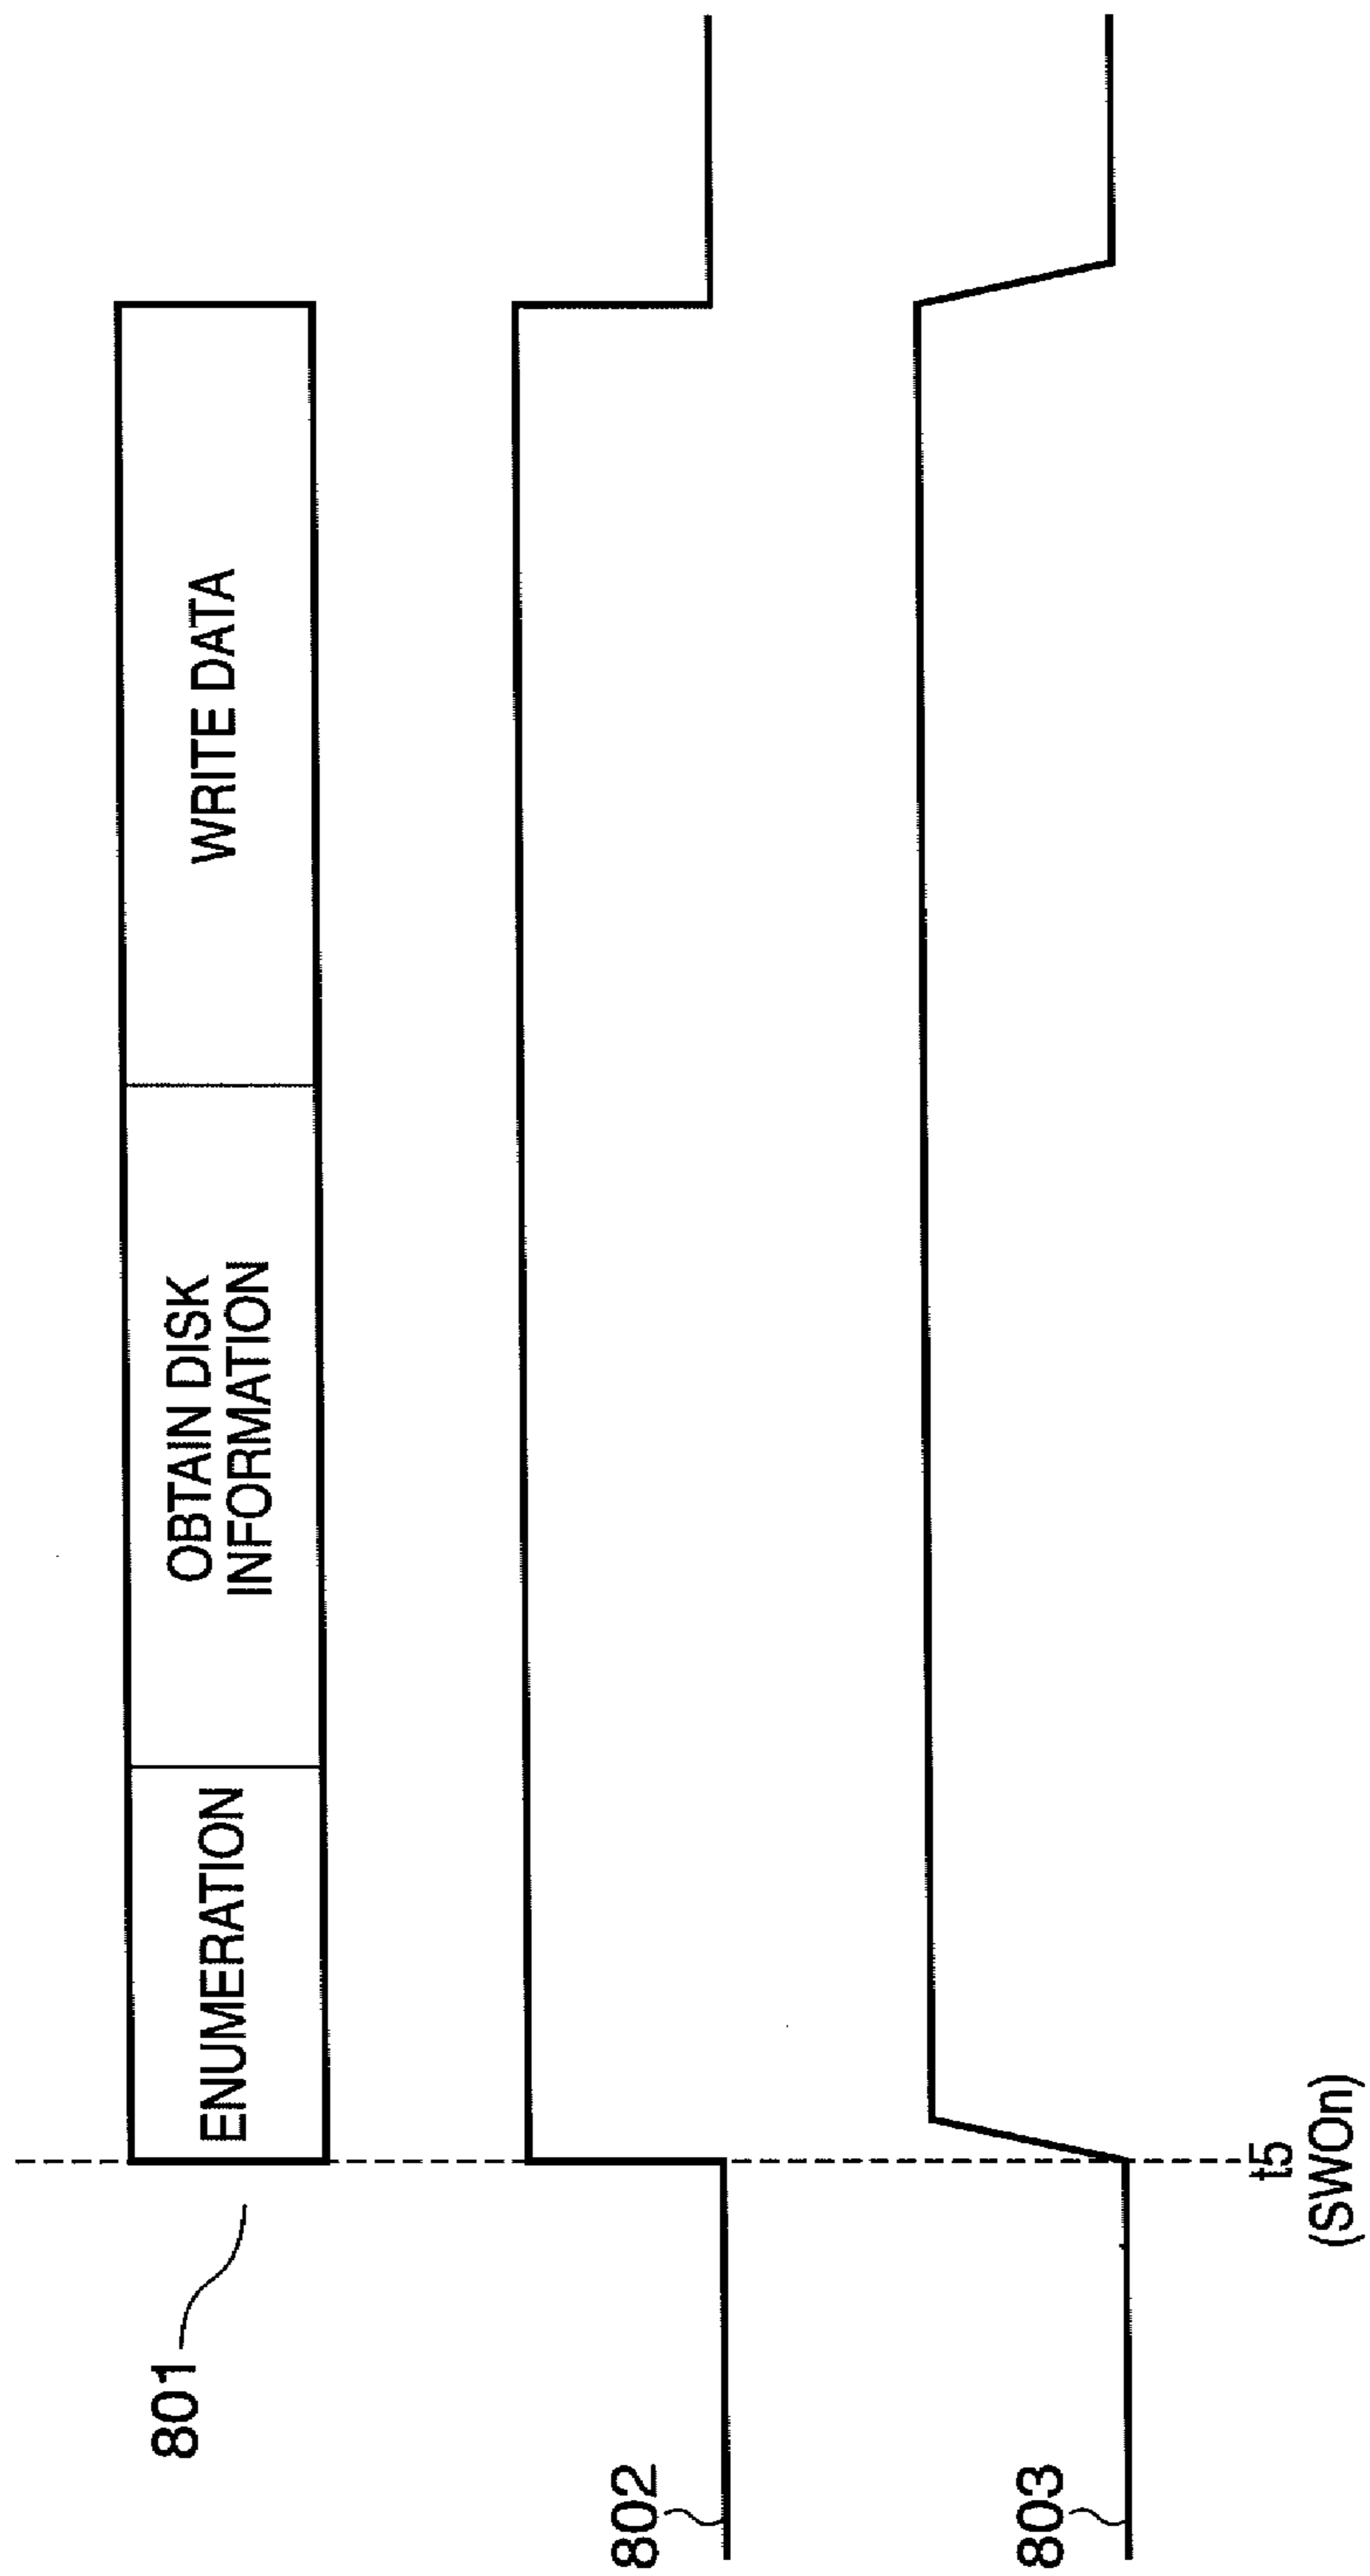 801
ENUMERATION
OBTAIN DISK
INFORMATION
WRITE DATA
802
803
t5
(SWOn)